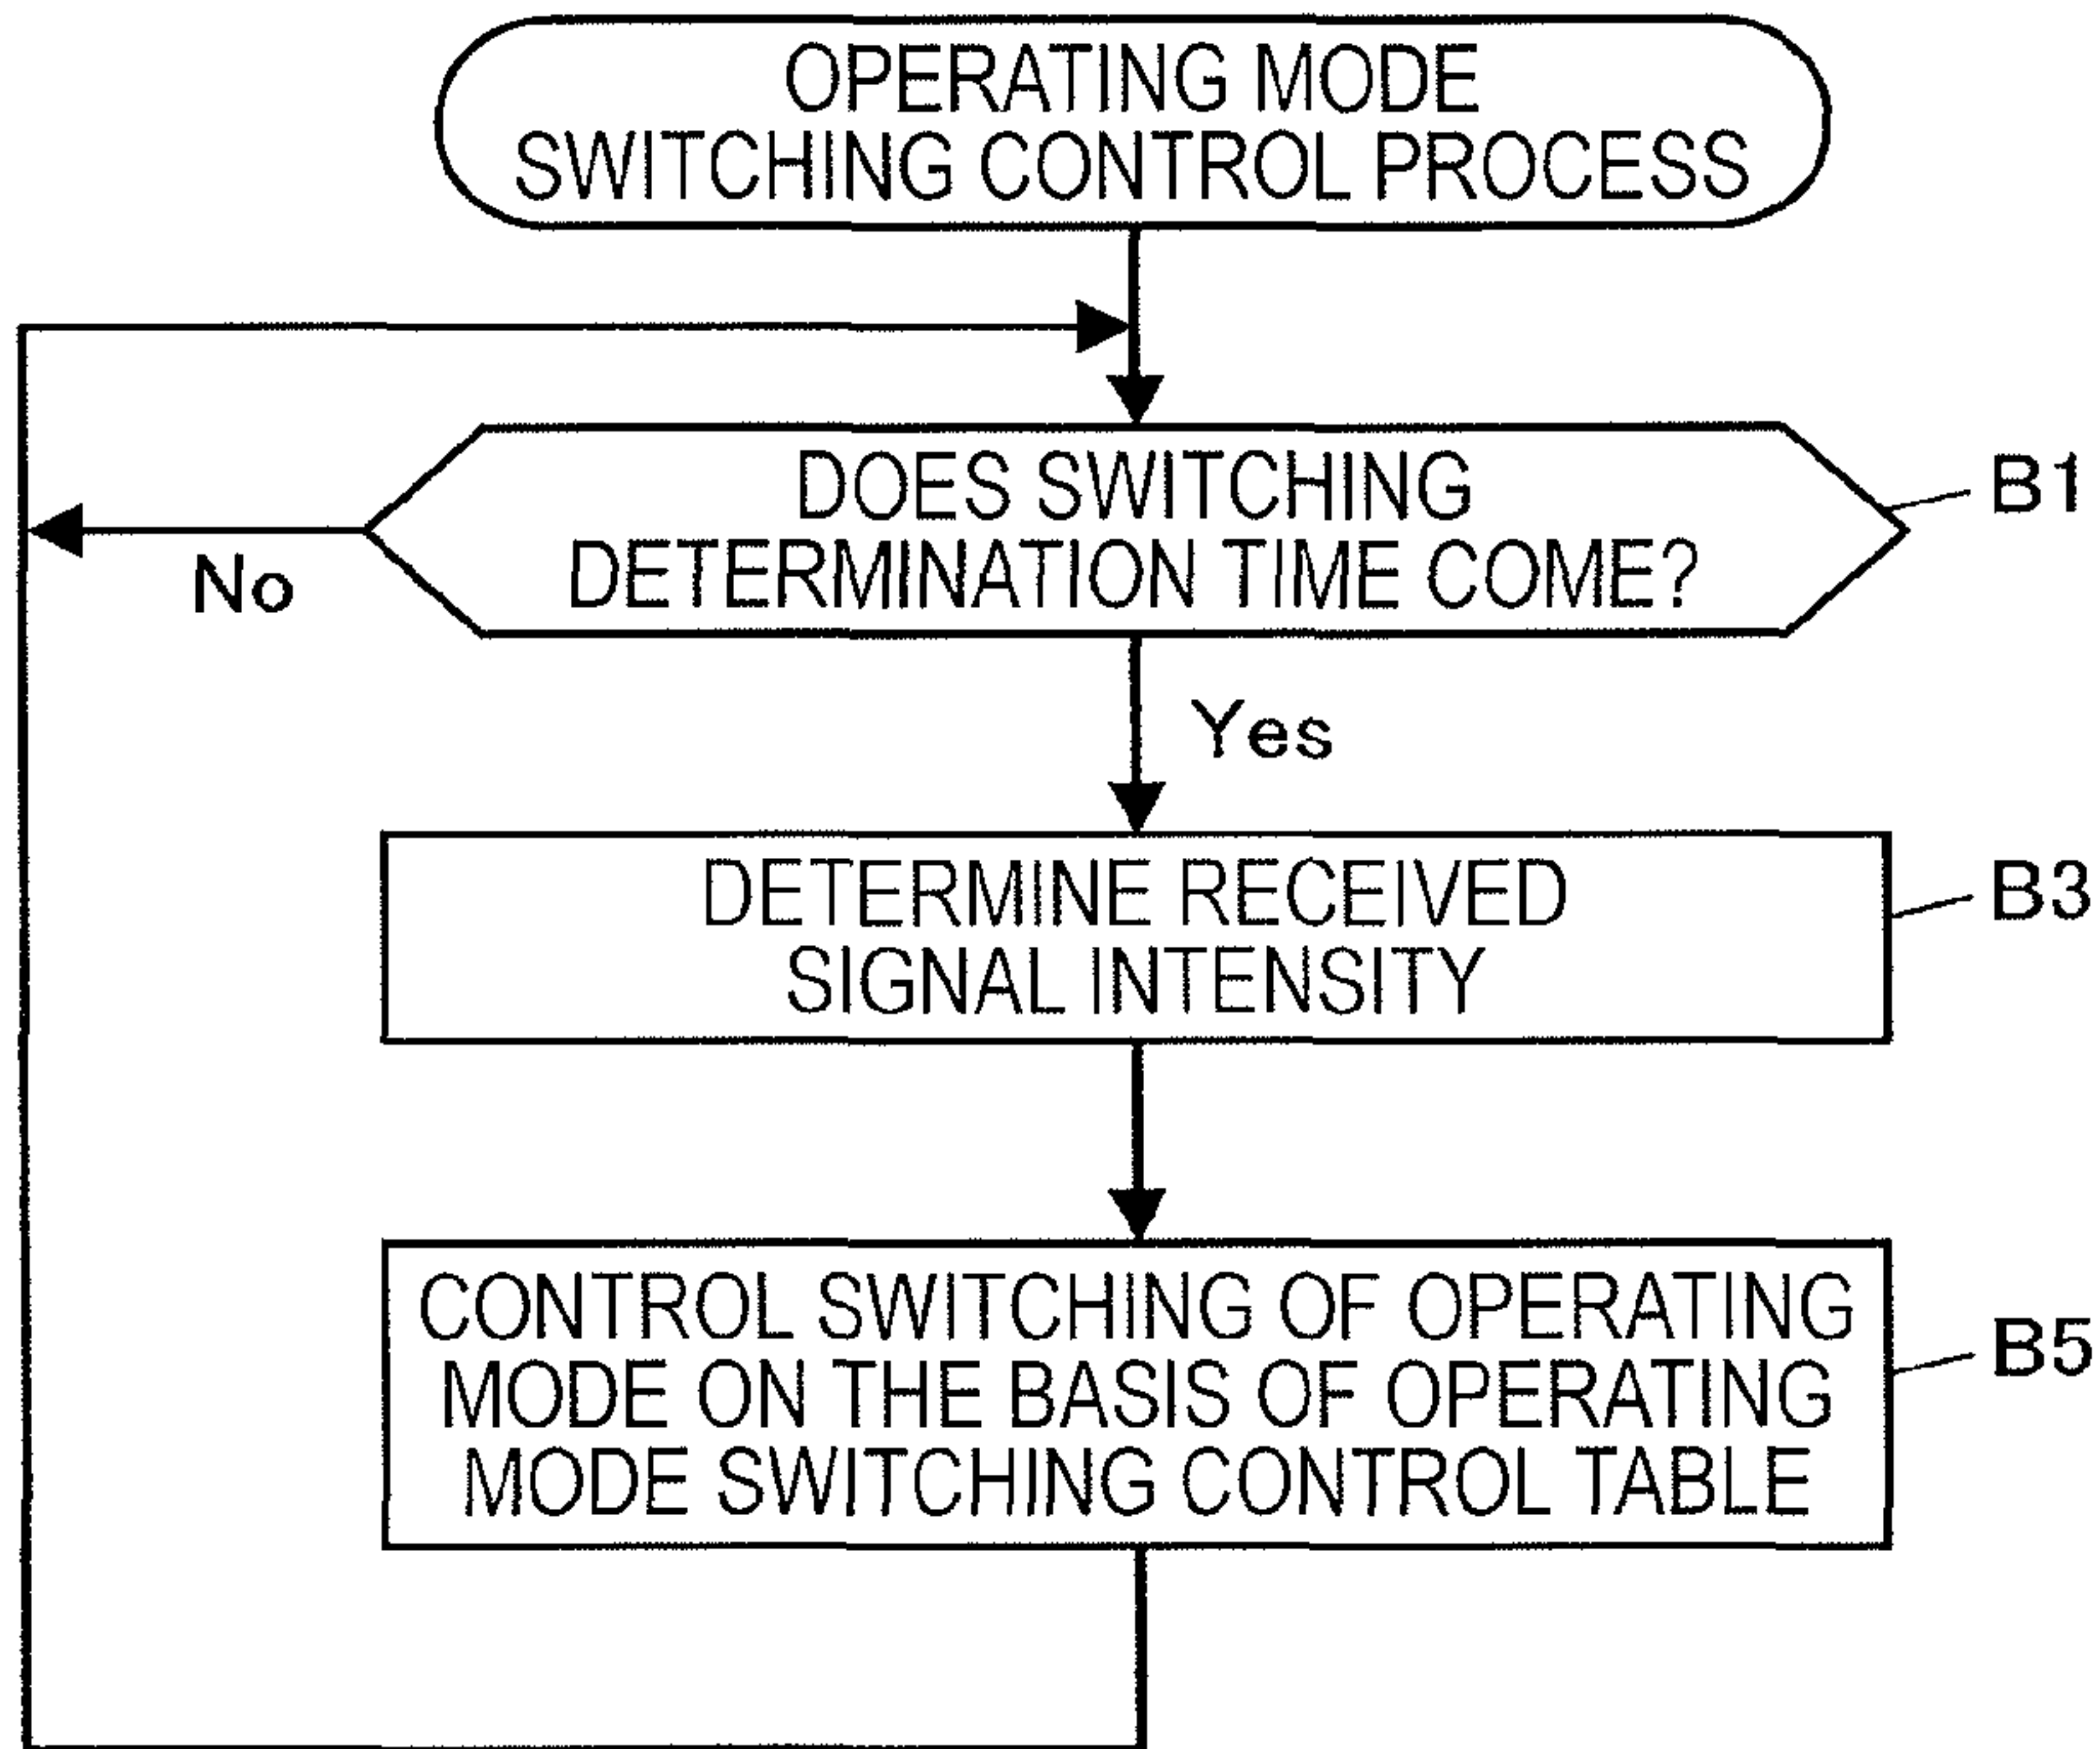 OPERATING MODE
SWITCHING CONTROL PROCESS
DOES SWITCHING
DETERMINATION TIME COME?
B1
No
Yes
DETERMINE RECEIVED
SIGNAL INTENSITY
B3
CONTROL SWITCHING OF OPERATING
MODE ON THE BASIS OF OPERATING
MODE SWITCHING CONTROL TABLE
B5